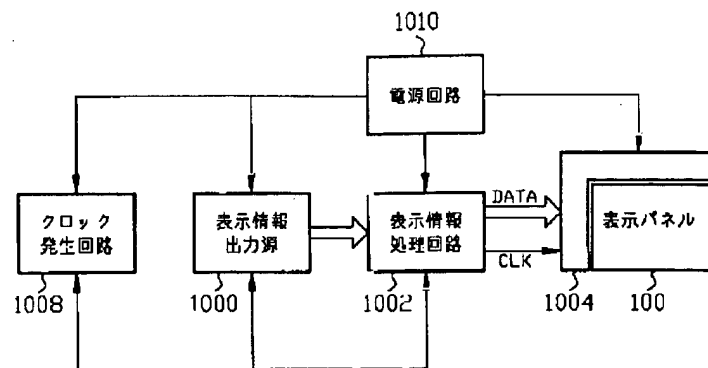 1010
電源回路
クロック
発生回路
表示情報
出力源
表示情報
処理回路
DATA
CLK
表示パネル
1008
1000
1002
1004
100